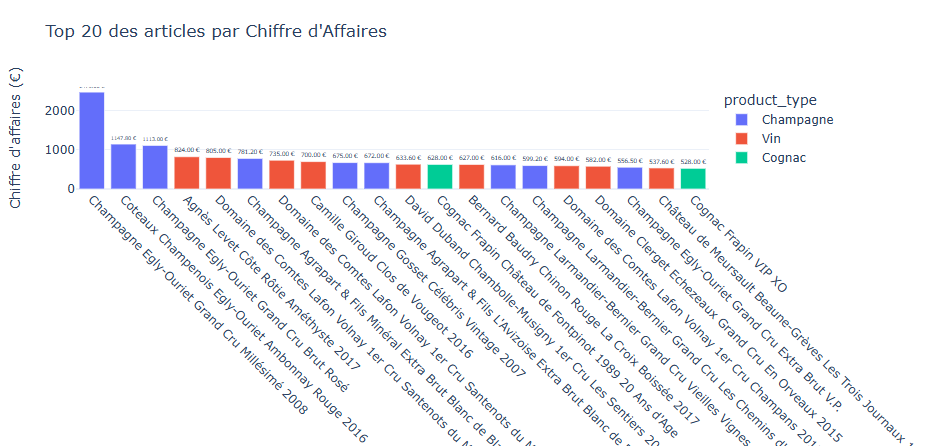 Top 20 des articles par Chiffre d'Affaires
Chiffre d'affaires (€)
2000
1000
0
1147.80 €
1113.00 €
824.00 €
805.00 €
781.20 €
735.00 €
700.00 €
675.00 €
672.00 €
633.60 €
628.00 €
627.00 €
616.00 €
599.20 €
594.00 €
582.00 €
556.50 €
537.60 €
528.00 €
product_type
Champagne
Vin
Cognac
Champagne Egly-Ouriet Grand Cru Millésimé 2008
Coteaux Champenois Egly-Ouriet Ambonnay Rouge 2016
Champagne Egly-Ouriet Grand Cru Brut Rosé
Agnès Levet Côte Rôtie Améthyste 2017
Domaine des Comtes Lafon Volnay 1er Cru Santenots du
Champagne Agrapart & Fils Minéral Extra Brut Blanc de
Domaine des Comtes Lafon Volnay 1er Cru Santenots du
Camille Giroud Clos de Vougeot 2016
Champagne Gosset Célébris Vintage 2007
Champagne Agrapart & Fils L'Avizoise Extra Brut Blanc de
David Duband Chambolle-Musigny 1er Cru Les Sentiers
Cognac Frapin Château de Fontpinot 1989 20 Ans d'Age
Bernard Baudry Chinon Rouge La Croix Boissée 2017
Champagne Larmandier-Bernier Grand Cru Vieilles Vignes
Champagne Larmandier-Bernier Grand Cru Les Chemins
Domaine des Comtes Lafon Volnay 1er Cru Champans
Domaine Clerget Echezeaux Grand Cru En Orveaux 2015
Champagne Egly-Ouriet Grand Cru Extra Brut V.P.
Château de Meursault Beaune-Grèves Les Trois Journaux
Cognac Frapin VIP XO